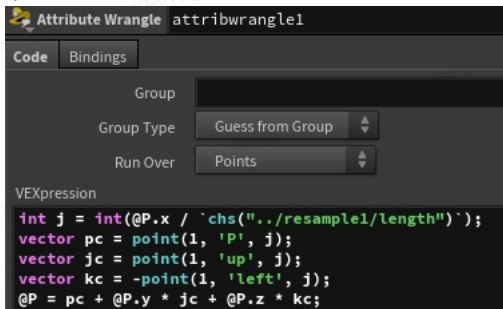 Attribute Wrangle attribwrangle1
Code Bindings
Group
Group Type Guess from Group
Run Over Points
VEXpression
int j = int(@P.x / `chs("../resample1/length")`);
vector pc = point(1, 'P', j);
vector jc = point(1, 'up', j);
vector kc = -point(1, 'left', j);
@P = pc + @P.y * jc + @P.z * kc;